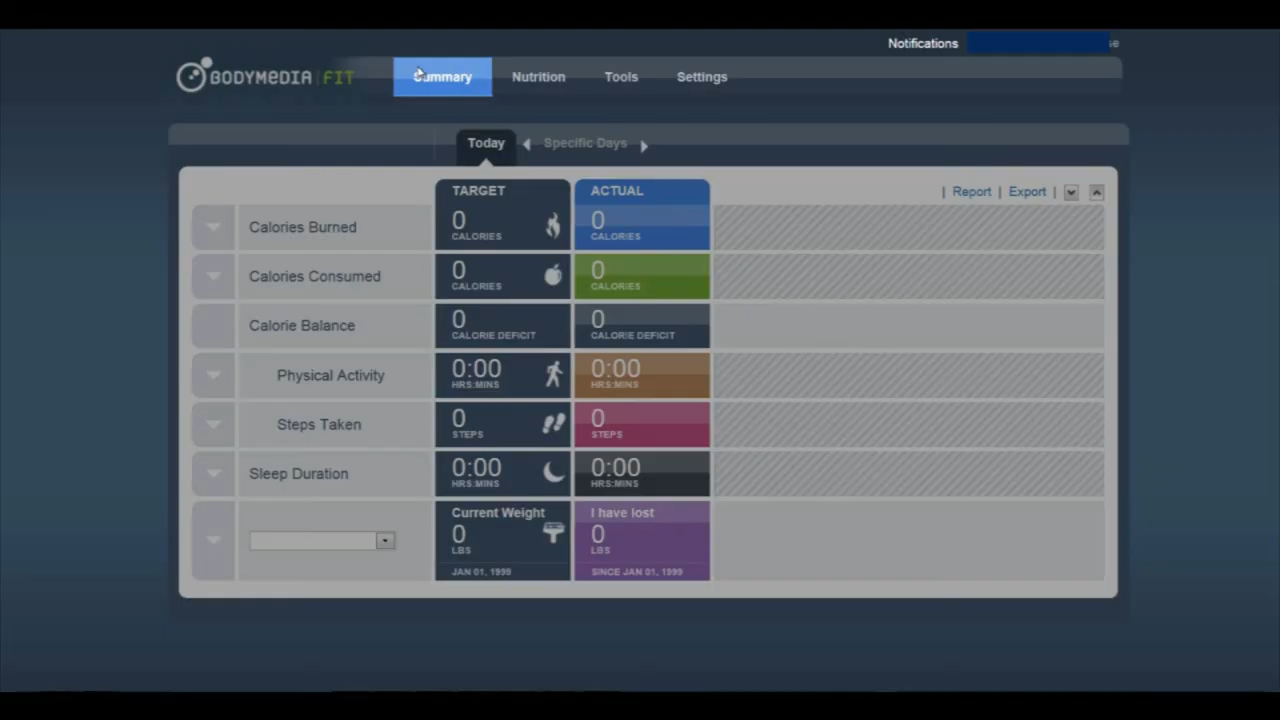 Notifications
BODYMEDIA FIT
Summary Nutrition Tools Settings
Today Specific Days
TARGET ACTUAL
| Report | Export |
Calories Burned
0
CALORIES
0
CALORIES
Calories Consumed
0
CALORIES
0
CALORIES
Calorie Balance
0
CALORIE DEFICIT
0
CALORIE DEFICIT
Physical Activity
0:00
HRS:MINS
0:00
HRS:MINS
Steps Taken
0
STEPS
0
STEPS
Sleep Duration
0:00
HRS:MINS
0:00
HRS:MINS
Current Weight
0
LBS
JAN 01, 1999
I have lost
0
LBS
SINCE JAN 01, 1999